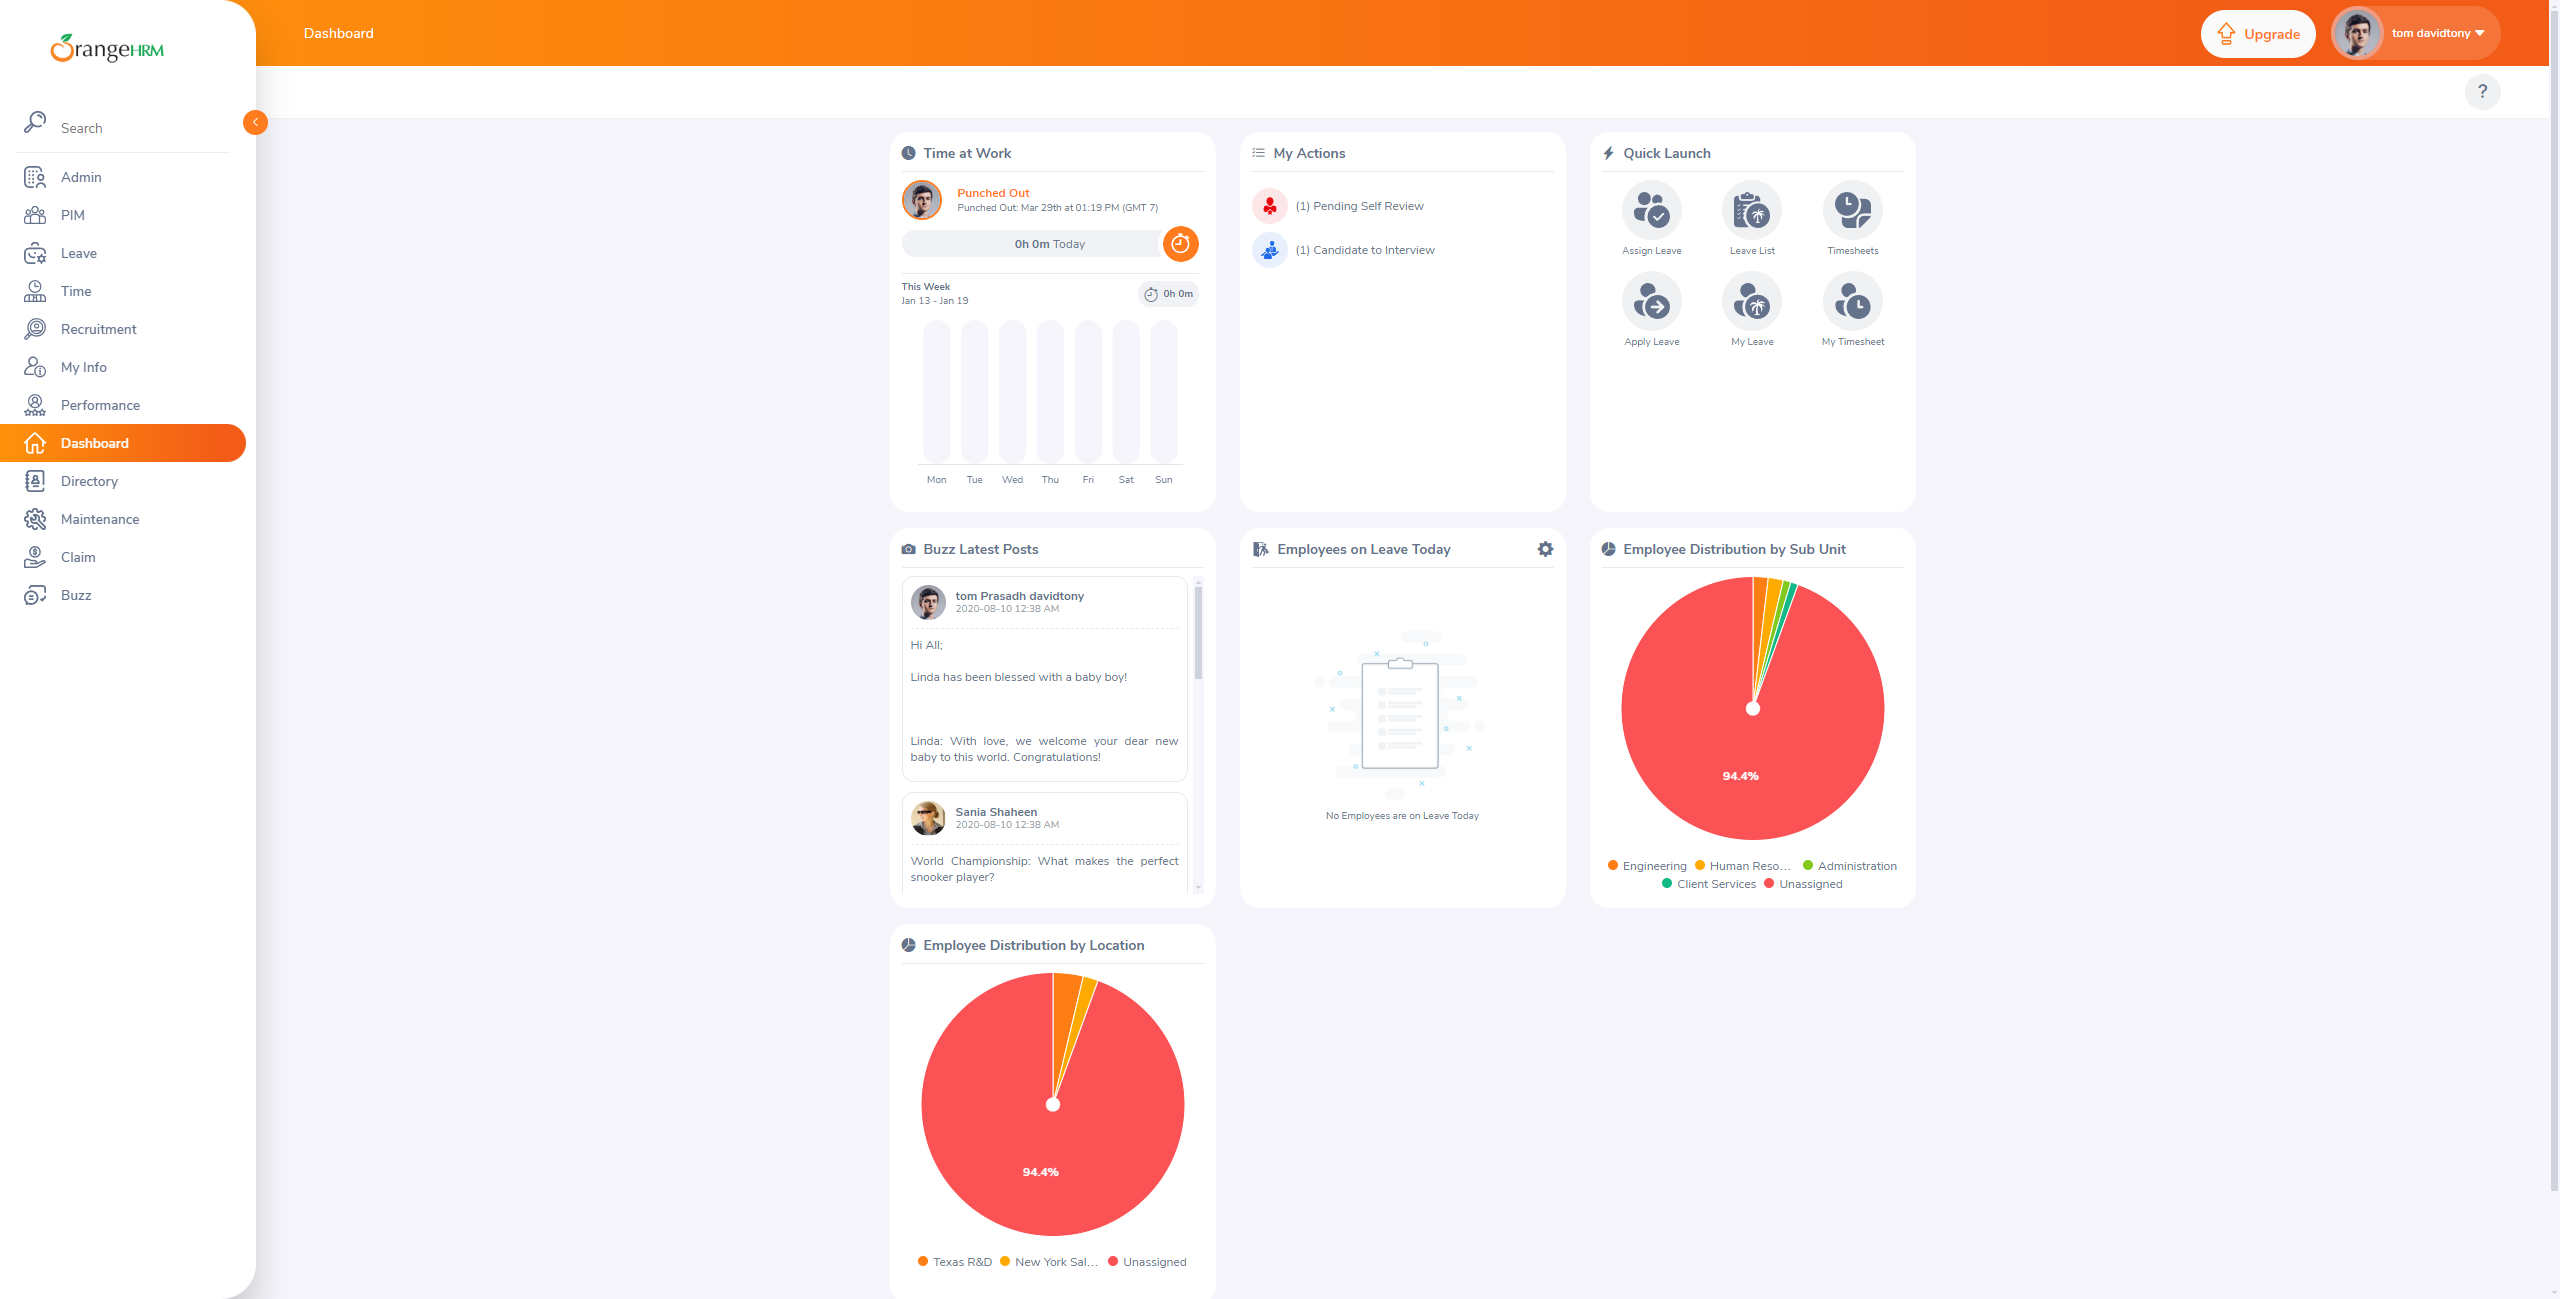 OrangeHRM
Search
Admin
PIM
Leave
Time
Recruitment
My Info
Performance
Dashboard
Directory
Maintenance
Claim
Buzz
Dashboard
Upgrade
tom davidtony
?
Time at Work
Punched Out
Punched Out: Mar 29th at 01:19 PM (GMT 7)
0h 0m Today
This Week
Jan 13 - Jan 19
0h 0m
Mon Tue Wed Thu Fri Sat Sun
My Actions
(1) Pending Self Review
(1) Candidate to Interview
Quick Launch
Assign Leave
Leave List
Timesheets
Apply Leave
My Leave
My Timesheet
Buzz Latest Posts
tom Prasadh davidtony
2020-08-10 12:38 AM
Hi All;
Linda has been blessed with a baby boy!
Linda: With love, we welcome your dear new
baby to this world. Congratulations!
Sania Shaheen
2020-08-10 12:38 AM
World Championship: What makes the perfect
snooker player?
Employees on Leave Today
No Employees are on Leave Today
Employee Distribution by Sub Unit
94.4%
Engineering Human Reso... Administration
Client Services Unassigned
Employee Distribution by Location
94.4%
Texas R&D New York Sal... Unassigned